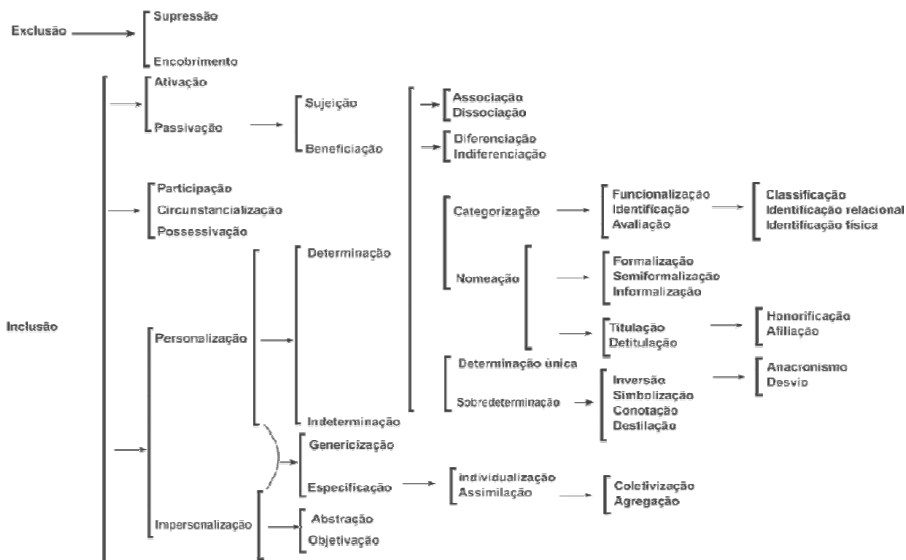 Supressão
Exclusão
Encobrimento
Ativação
Passivação
Sujeição
Beneficiação
Associação
Dissociação
Diferenciação
Indiferenciação
Participação
Circunstancialização
Possessivação
Categorização
Funcionalização
Identificação
Avaliação
Classificação
Identificação relacional
Identificação física
Determinação
Nomeação
Formalização
Semiformalização
Informalização
Inclusão
Personalização
Titulação
Detitulação
Honorificação
Afiliação
Determinação única
Sobredeterminação
Inversão
Simbolização
Conotação
Destilação
Anacronismo
Desvio
Indeterminação
Genericização
Especificação
individualização
Assimilação
Coletivização
Agregação
Impersonalização
Abstração
Objetivação